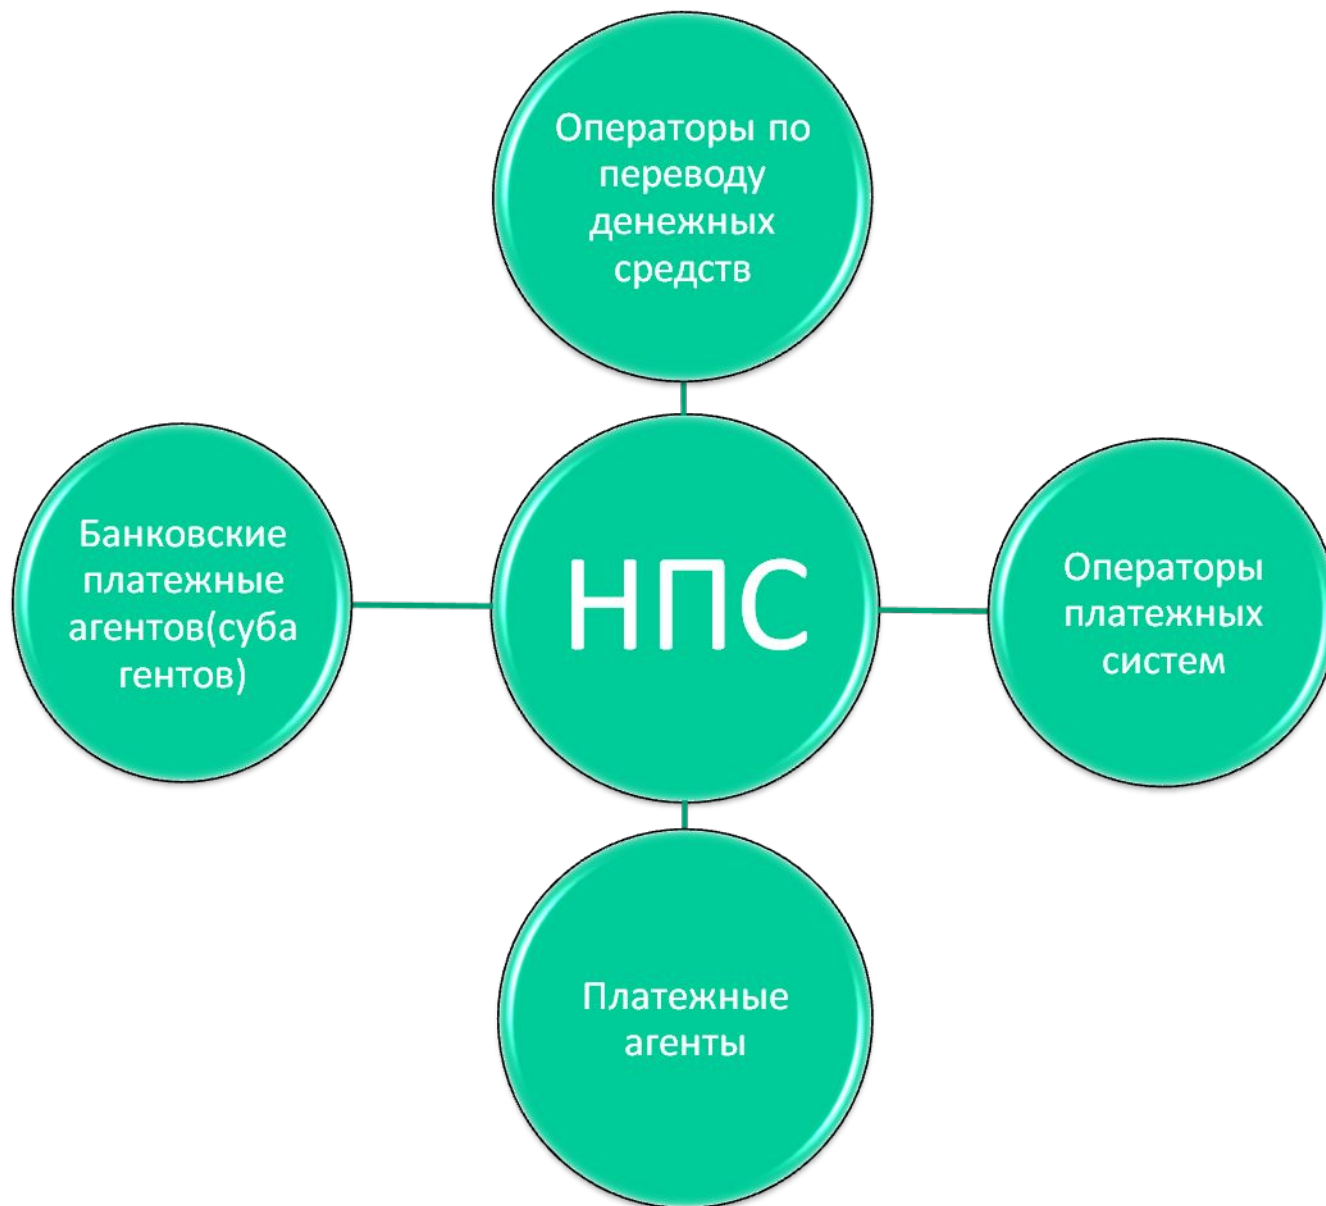 Операторы по
переводу
денежных
средств
Банковские
платежные
агентов(суба
гентов)
НПС
Операторы
платежных
систем
Платежные
агенты